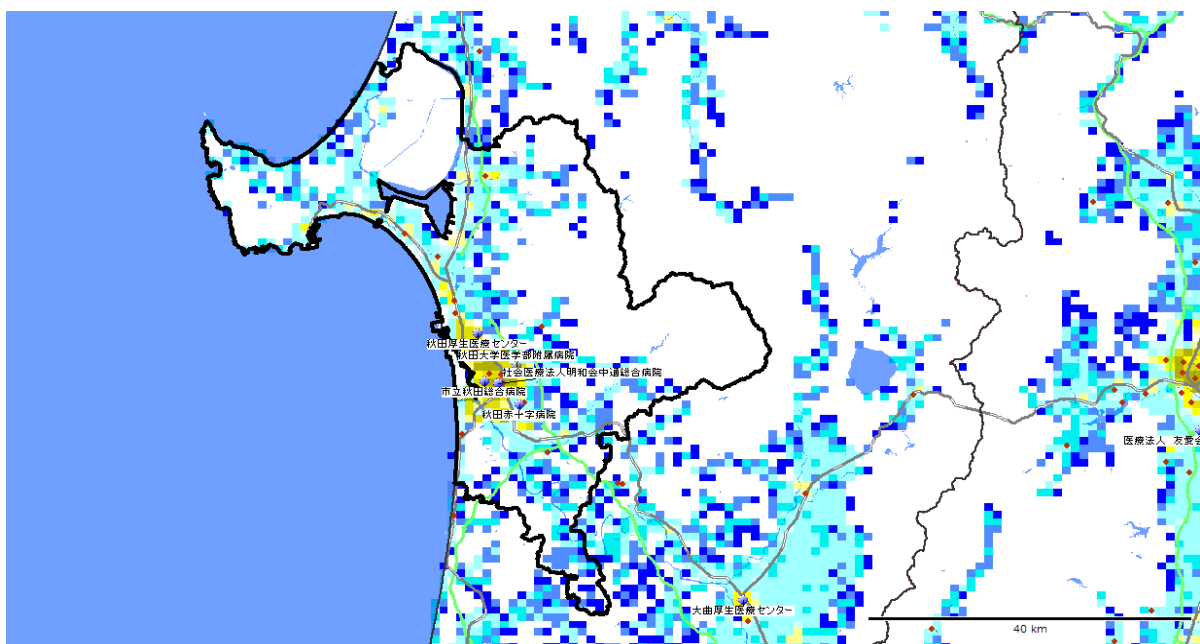 秋田厚生医療センター
秋田大学医学部附属病院
社会医療法人明和会中通総合病院
市立秋田総合病院
秋田赤十字病院
医療法人 友愛会
大曲厚生医療センター
40 km